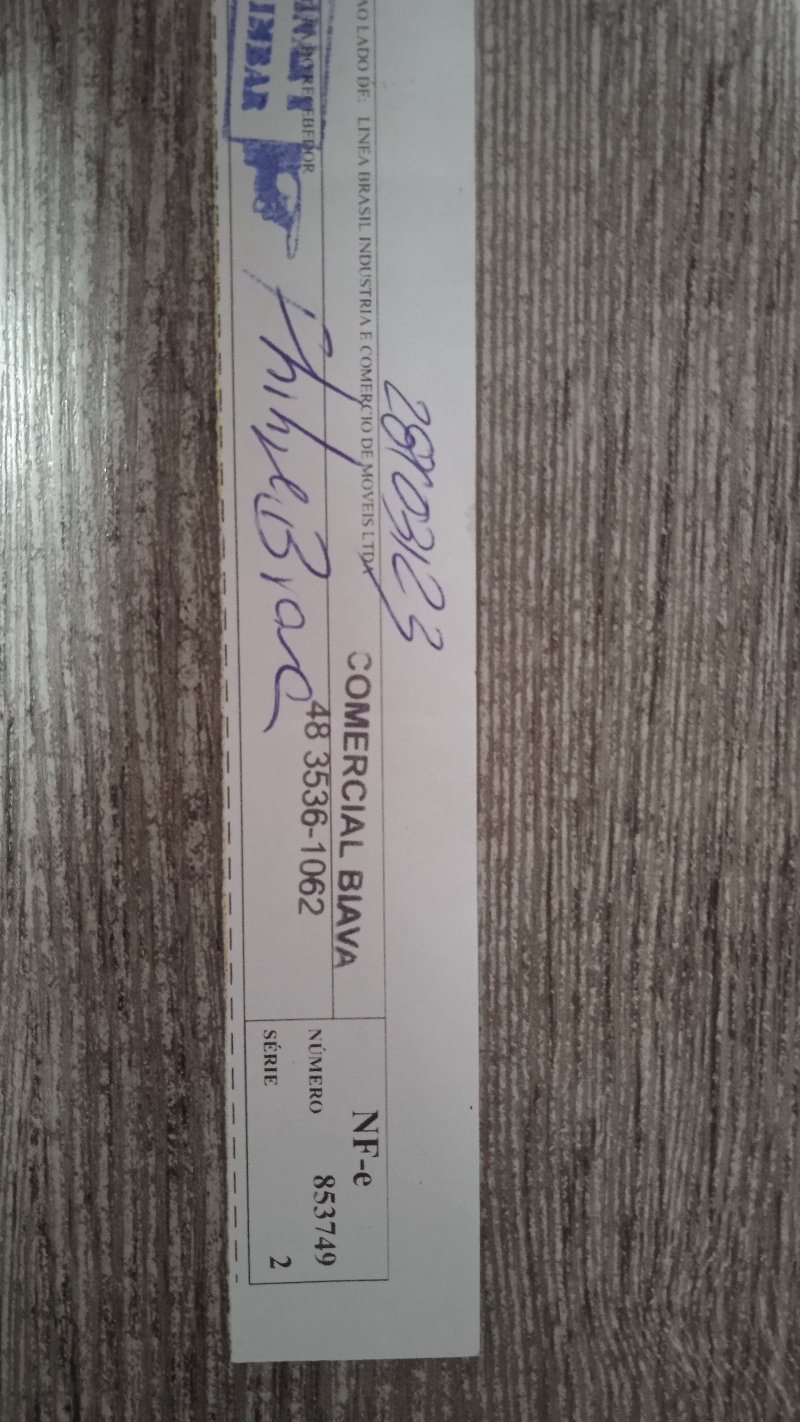 28/03/23
AO LADO DE: LINEA BRASIL INDUSTRIA E COMERCIO DE MOVEIS LTDA
COMERCIAL BIAVA
48 3536-1062
NF-e
NÚMERO 853749
SÉRIE 2